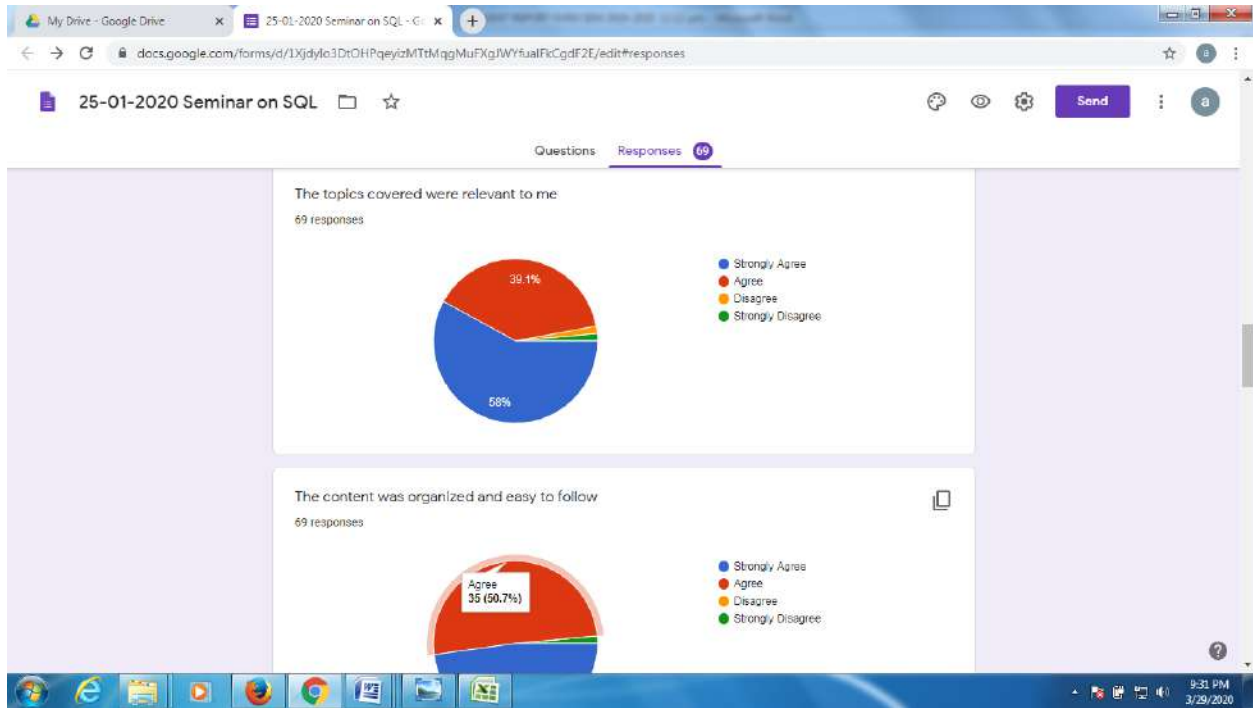 My Drive - Google Drive
25-01-2020 Seminar on SQL - Go
docs.google.com/forms/d/1Xjdylo3DtOHPqeyizMTtMqgMuFXgJWYfualFkCgdF2E/edit#responses
25-01-2020 Seminar on SQL
Send
a
Questions Responses 69
The topics covered were relevant to me
69 responses
39.1%
58%
Strongly Agree
Agree
Disagree
Strongly Disagree
The content was organized and easy to follow
69 responses
Agree
35 (50.7%)
Strongly Agree
Agree
Disagree
Strongly Disagree
9:31 PM
3/29/2020